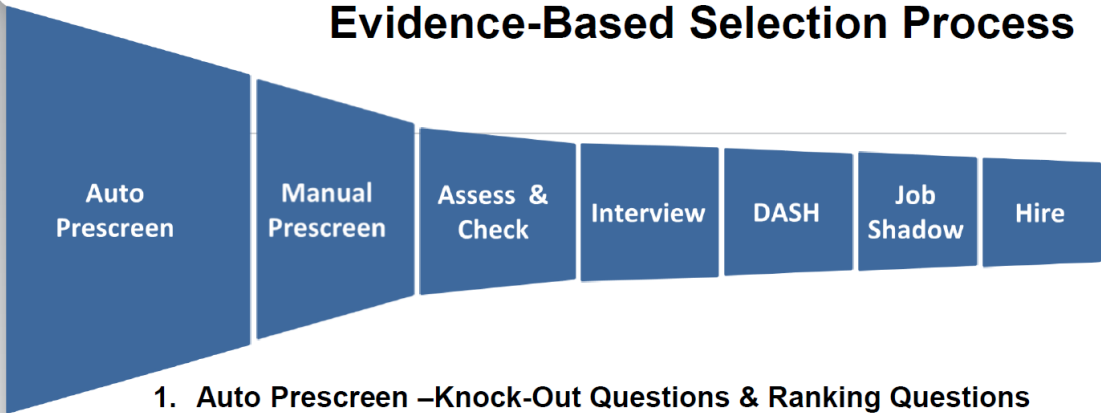 Evidence-Based Selection Process
Auto
Prescreen
Manual
Prescreen
Assess & 
Check
Interview
DASH
Job
Shadow
Hire
1. Auto Prescreen –Knock-Out Questions & Ranking Questions